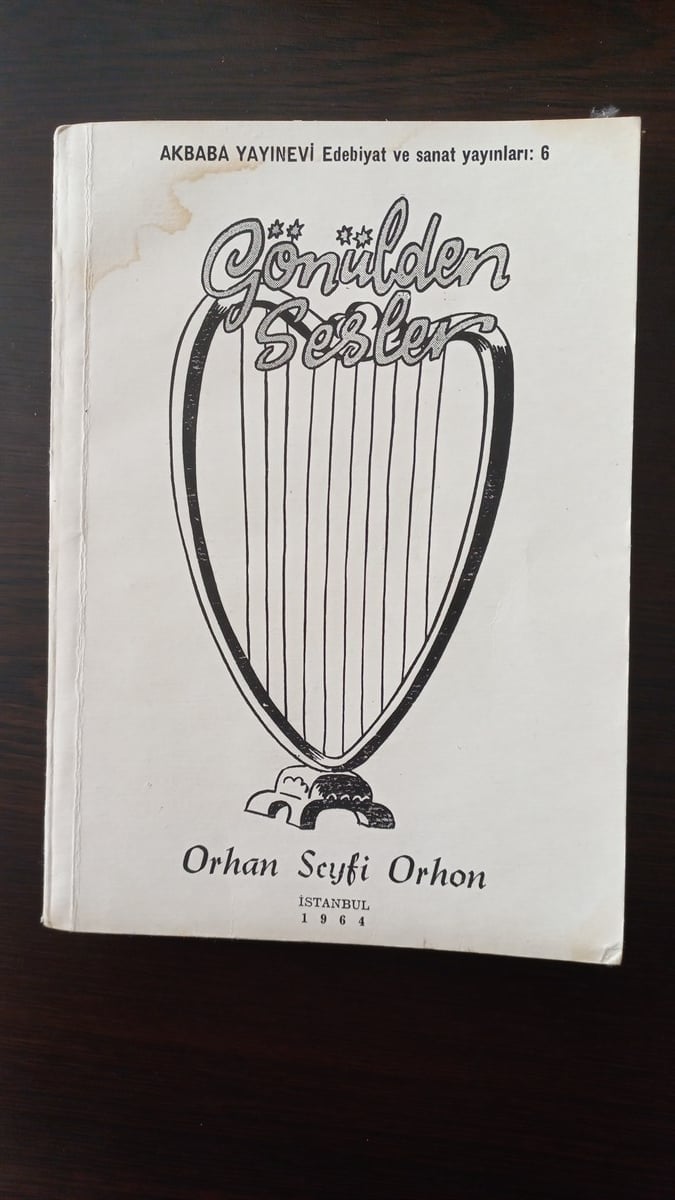 AKBABA YAYINEVİ Edebiyat ve sanat yayınları: 6
Gönülden
Sesler
Orhan Seyfi Orhon
İSTANBUL
1964